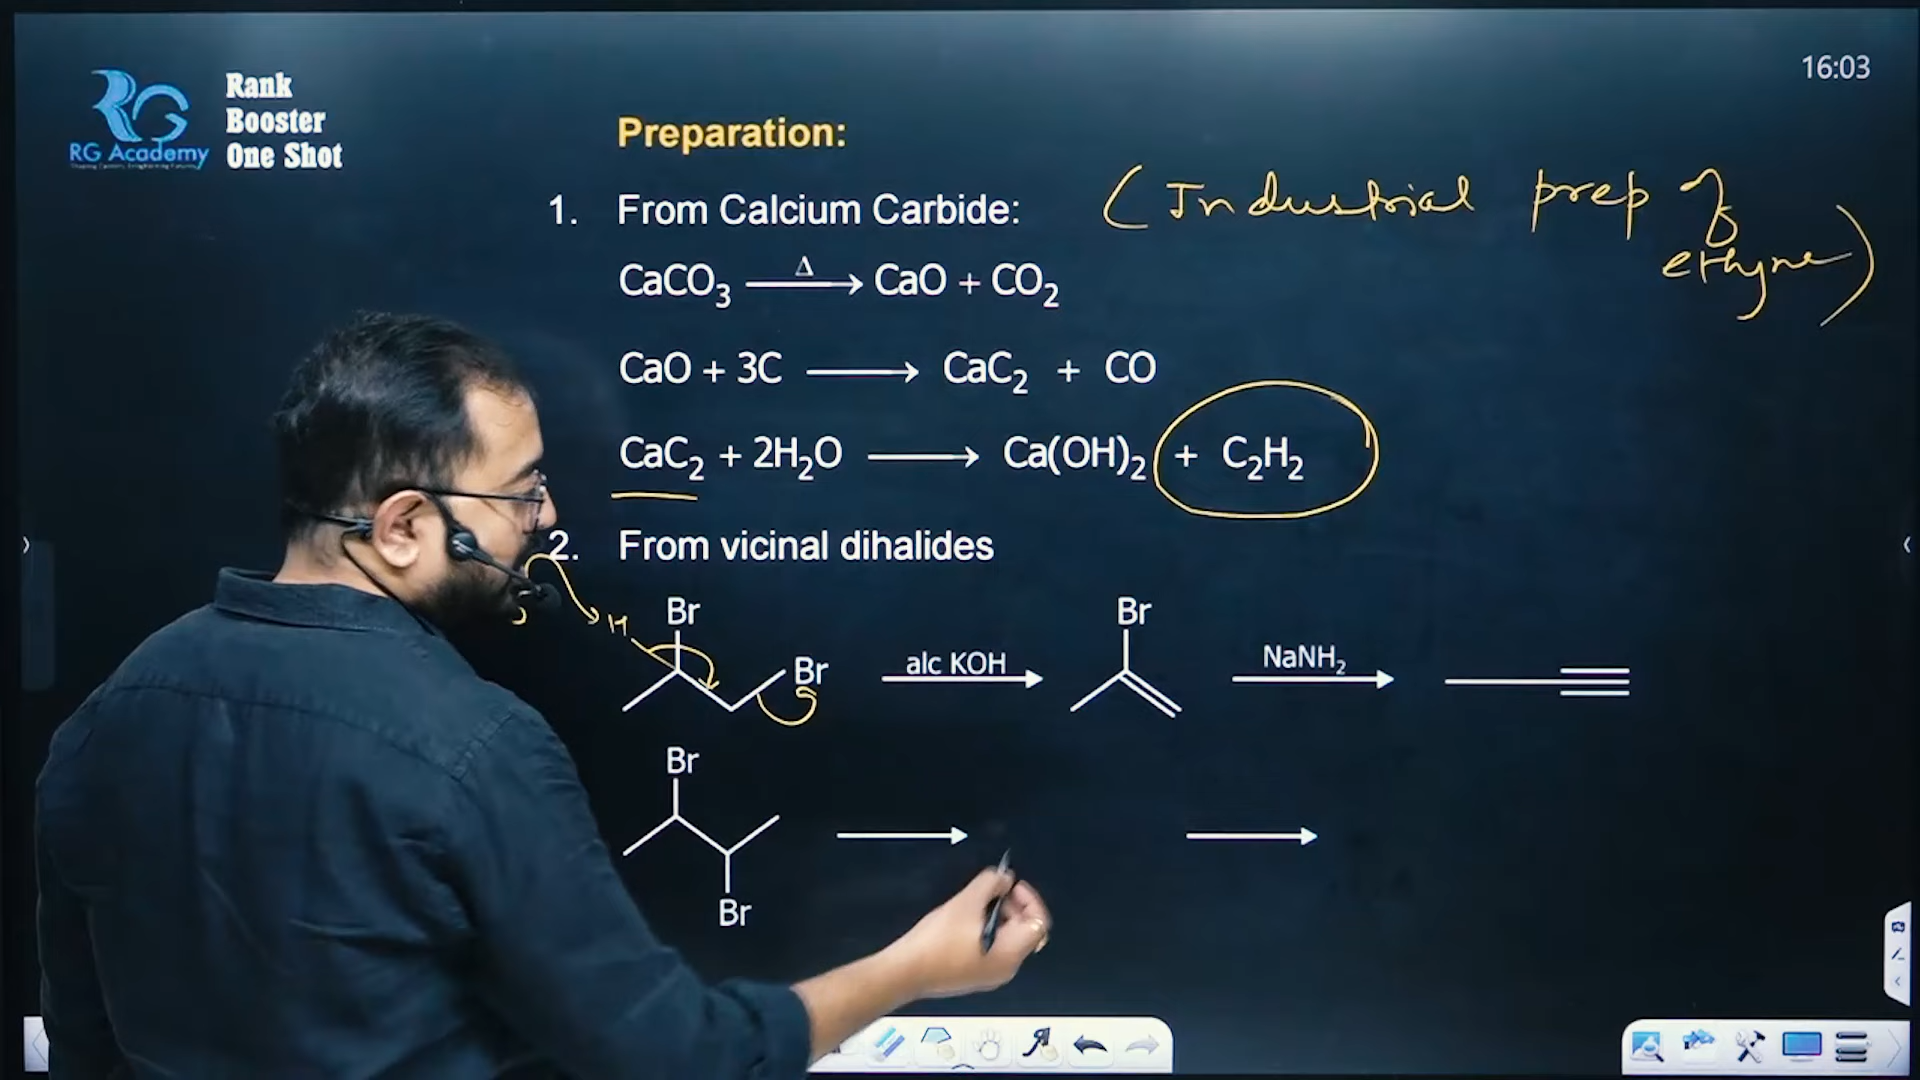 Rank
Booster
One Shot
RG Academy
16:03
Preparation:
1. From Calcium Carbide:
(Industrial prep of
ethyne)
CaCO₃ —Δ→ CaO + CO₂
CaO + 3C ⟶ CaC₂ + CO
CaC₂ + 2H₂O ⟶ Ca(OH)₂ + C₂H₂
2. From vicinal dihalides
H
Br
Br
alc KOH
Br
NaNH₂
Br
Br